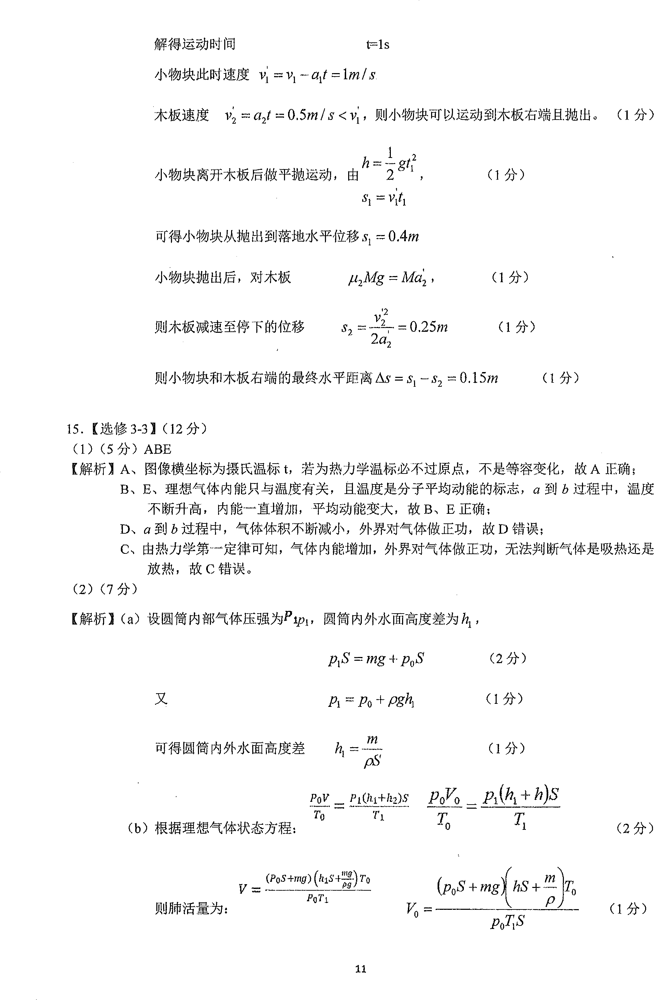 解得运动时间 t=1s
小物块此时速度 v₁' = v₁ − a₁t = 1m/s
木板速度 v₂' = a₂t = 0.5m/s < v₁'，则小物块可以运动到木板右端且抛出。（1分）
小物块离开木板后做平抛运动，由 h = \frac{1}{2}gt₁²，（1分）
s₁ = v₁'t₁
可得小物块从抛出到落地水平位移 s₁ = 0.4m
小物块抛出后，对木板 μ₂Mg = Ma₂'，（1分）
则木板减速至停下的位移 s₂ = \frac{v₂'²}{2a₂'} = 0.25m （1分）
则小物块和木板右端的最终水平距离 Δs = s₁ − s₂ = 0.15m （1分）
15.【选修3-3】（12分）
（1）（5分）ABE
【解析】A、图像横坐标为摄氏温标 t，若为热力学温标必不过原点，不是等容变化，故 A 正确；
B、E、理想气体内能只与温度有关，且温度是分子平均动能的标志，a 到 b 过程中，温度
不断升高，内能一直增加，平均动能变大，故 B、E 正确；
D、a 到 b 过程中，气体体积不断减小，外界对气体做正功，故 D 错误；
C、由热力学第一定律可知，气体内能增加，外界对气体做正功，无法判断气体是吸热还是
放热，故 C 错误。
（2）（7分）
【解析】（a）设圆筒内部气体压强为P₁p₁，圆筒内外水面高度差为h₁，
p₁S = mg + p₀S （2分）
又 p₁ = p₀ + ρgh₁ （1分）
可得圆筒内外水面高度差 h₁ = \frac{m}{ρS} （1分）
（b）根据理想气体状态方程： \frac{P₀V}{T₀} = \frac{P₁(h₁+h₂)S}{T₁} \frac{p₀V₀}{T₀} = \frac{p₁(h₁+h)S}{T₁} （2分）
则肺活量为： V = \frac{(P₀S+mg)(h₁S+\frac{mg}{ρg})T₀}{P₀T₁} V₀ = \frac{(p₀S+mg)(hS+\frac{m}{ρ})T₀}{p₀T₁S} （1分）
11